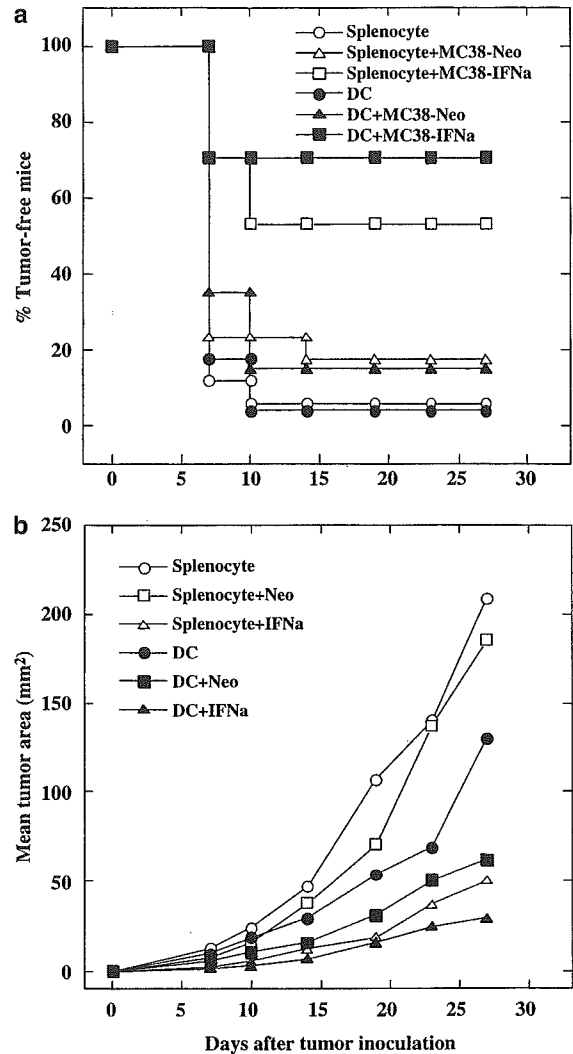 a
100
80
60
40
20
0
% Tumor-free mice
Splenocyte
Splenocyte+MC38-Neo
Splenocyte+MC38-IFNa
DC
DC+MC38-Neo
DC+MC38-IFNa
0 5 10 15 20 25 30
b
250
200
150
100
50
0
Mean tumor area (mm²)
Splenocyte
Splenocyte+Neo
Splenocyte+IFNa
DC
DC+Neo
DC+IFNa
0 5 10 15 20 25 30
Days after tumor inoculation